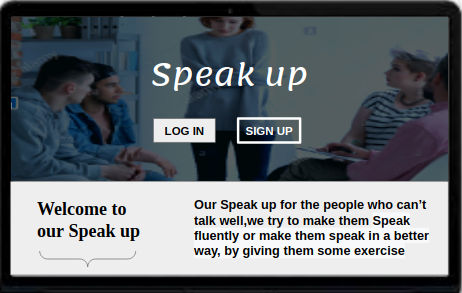 Speak up
LOG IN
SIGN UP
Welcome to
our Speak up
Our Speak up for the people who can't
talk well,we try to make them Speak
fluently or make them speak in a better
way, by giving them some exercise